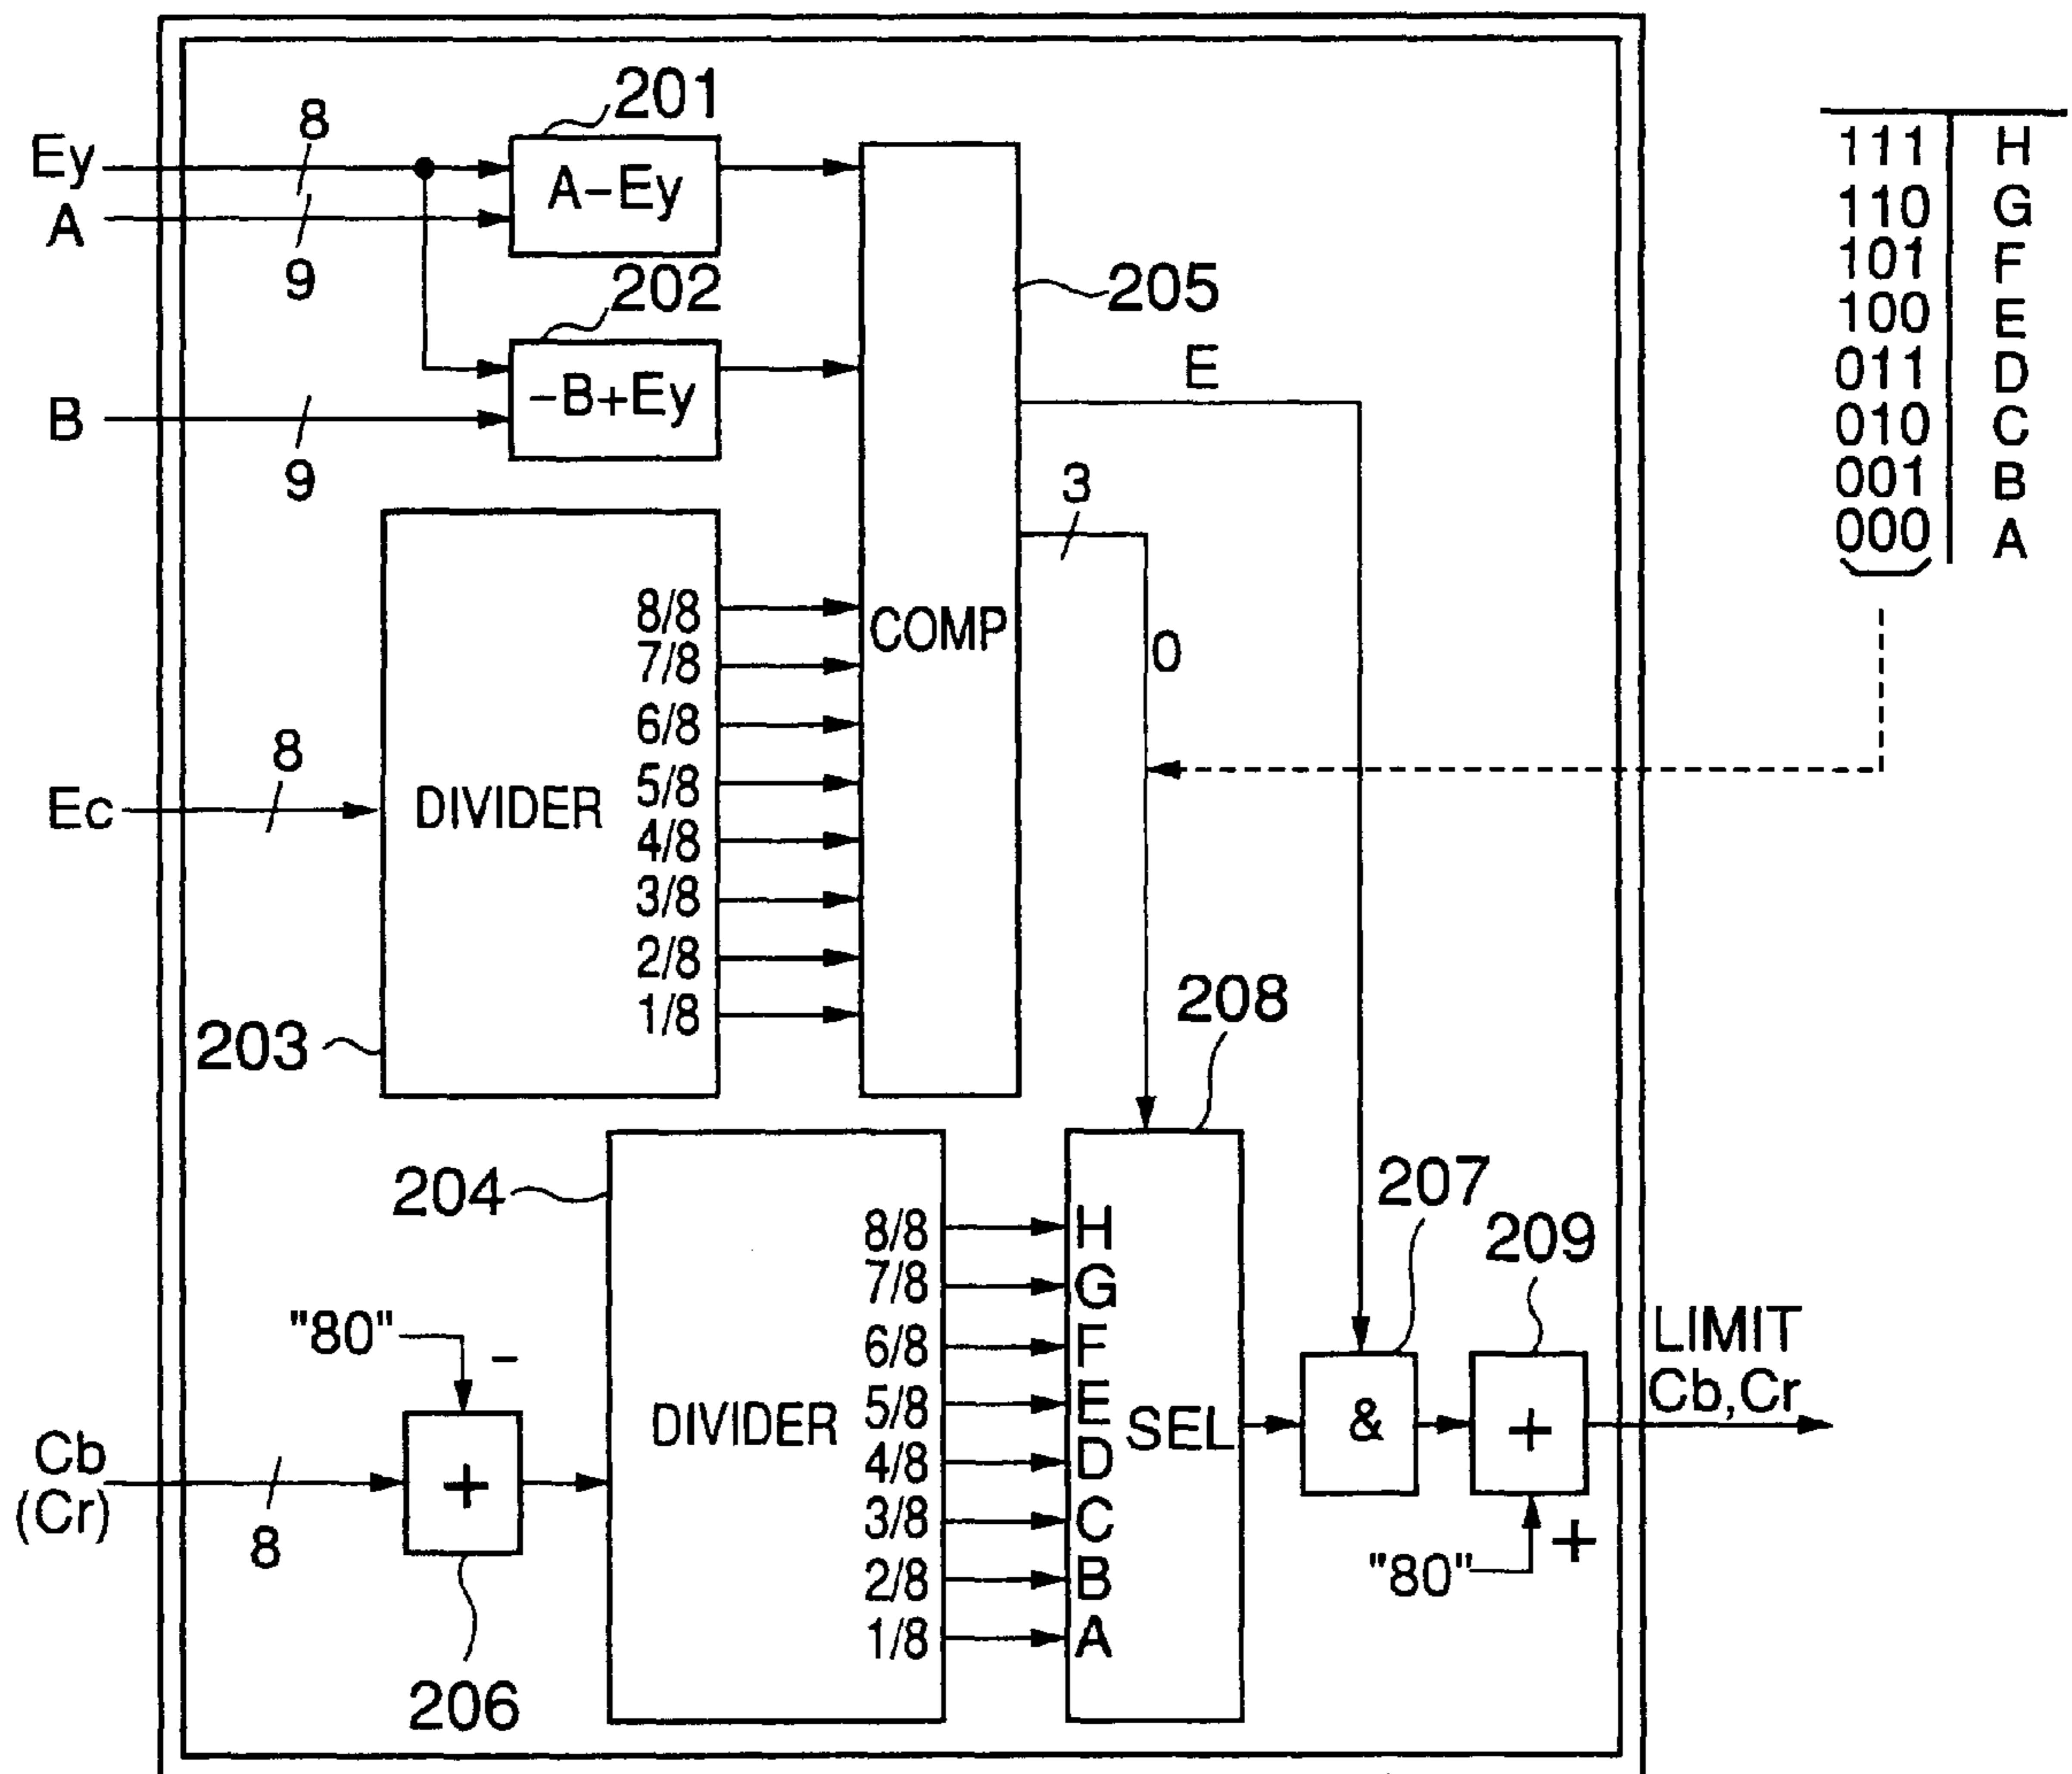 201
8
Ey
A-Ey
A
9
202
205
-B+Ey
B
9
E
3
111 H
110 G
101 F
100 E
011 D
010 C
001 B
000 A
8/8
7/8
6/8
5/8
4/8
3/8
2/8
1/8
COMP
0
8
Ec
DIVIDER
203
208
204
207
209
8/8 H
7/8 G
6/8 F
5/8 E
4/8 D
3/8 C
2/8 B
1/8 A
DIVIDER
SEL
"80"
-
&
+
LIMIT
Cb,Cr
Cb
(Cr)
+
8
"80"
+
206